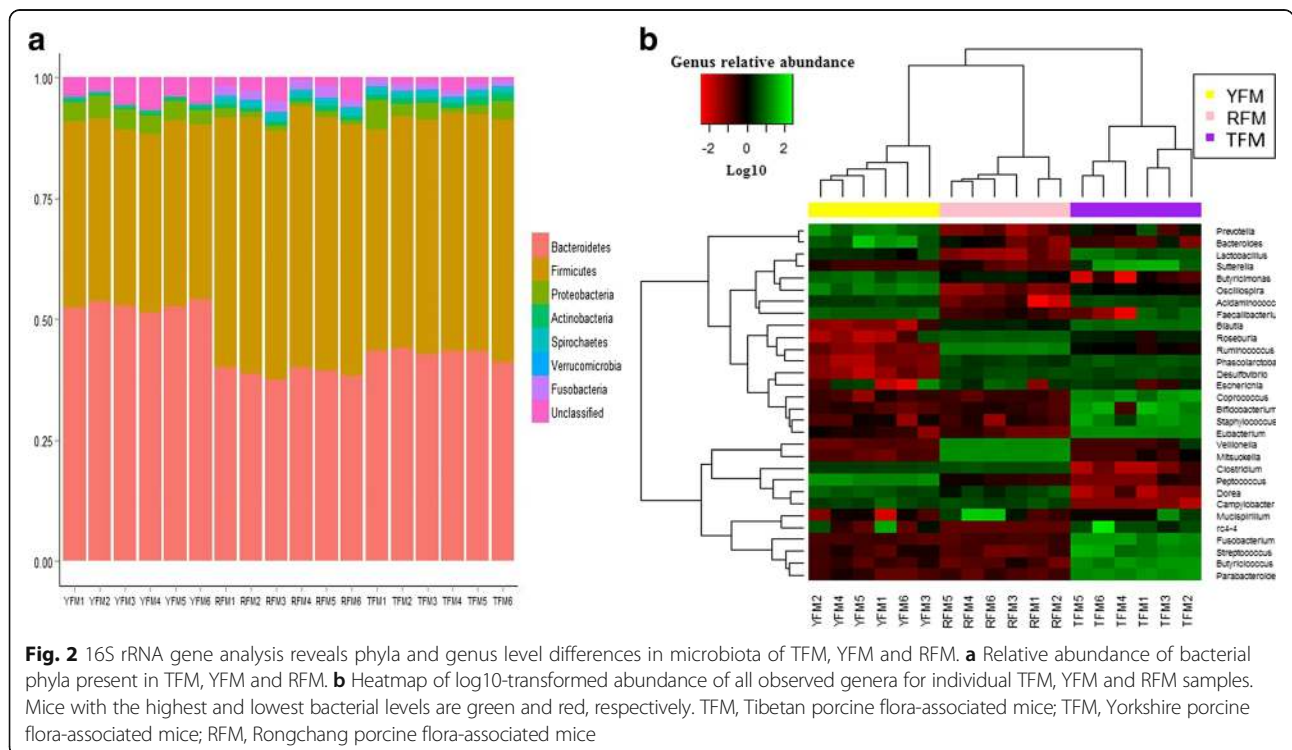 a
1.00
0.75
0.50
0.25
0.00
YFM1 YFM2 YFM3 YFM4 YFM5 YFM6 RFM1 RFM2 RFM3 RFM4 RFM5 RFM6 TFM1 TFM2 TFM3 TFM4 TFM5 TFM6
Bacteroidetes
Firmicutes
Proteobacteria
Actinobacteria
Spirochaetes
Verrucomicrobia
Fusobacteria
Unclassified
b
Genus relative abundance
-2 0 2
Log10
YFM
RFM
TFM
Prevotella
Bacteroides
Lactobacillus
Sutterella
Butyricimonas
Oscillospira
Acidaminococc
Faecalibacteriu
Blautia
Roseburia
Ruminococcus
Phascolarctoba
Desulfovibrio
Escherichia
Coprococcus
Bifidobacterium
Staphylococcus
Eubacterium
Veillonella
Mitsuokella
Clostridium
Peptococcus
Dorea
Campylobacter
Mucispirillum
rc4-4
Fusobacterium
Streptococcus
Butyricicoccus
Parabacteroide
YFM2 YFM4 YFM5 YFM1 YFM6 YFM3 RFM5 RFM4 RFM6 RFM3 RFM1 RFM2 TFM5 TFM6 TFM4 TFM1 TFM3 TFM2
Fig. 2 16S rRNA gene analysis reveals phyla and genus level differences in microbiota of TFM, YFM and RFM. a Relative abundance of bacterial
phyla present in TFM, YFM and RFM. b Heatmap of log10-transformed abundance of all observed genera for individual TFM, YFM and RFM samples.
Mice with the highest and lowest bacterial levels are green and red, respectively. TFM, Tibetan porcine flora-associated mice; TFM, Yorkshire porcine
flora-associated mice; RFM, Rongchang porcine flora-associated mice